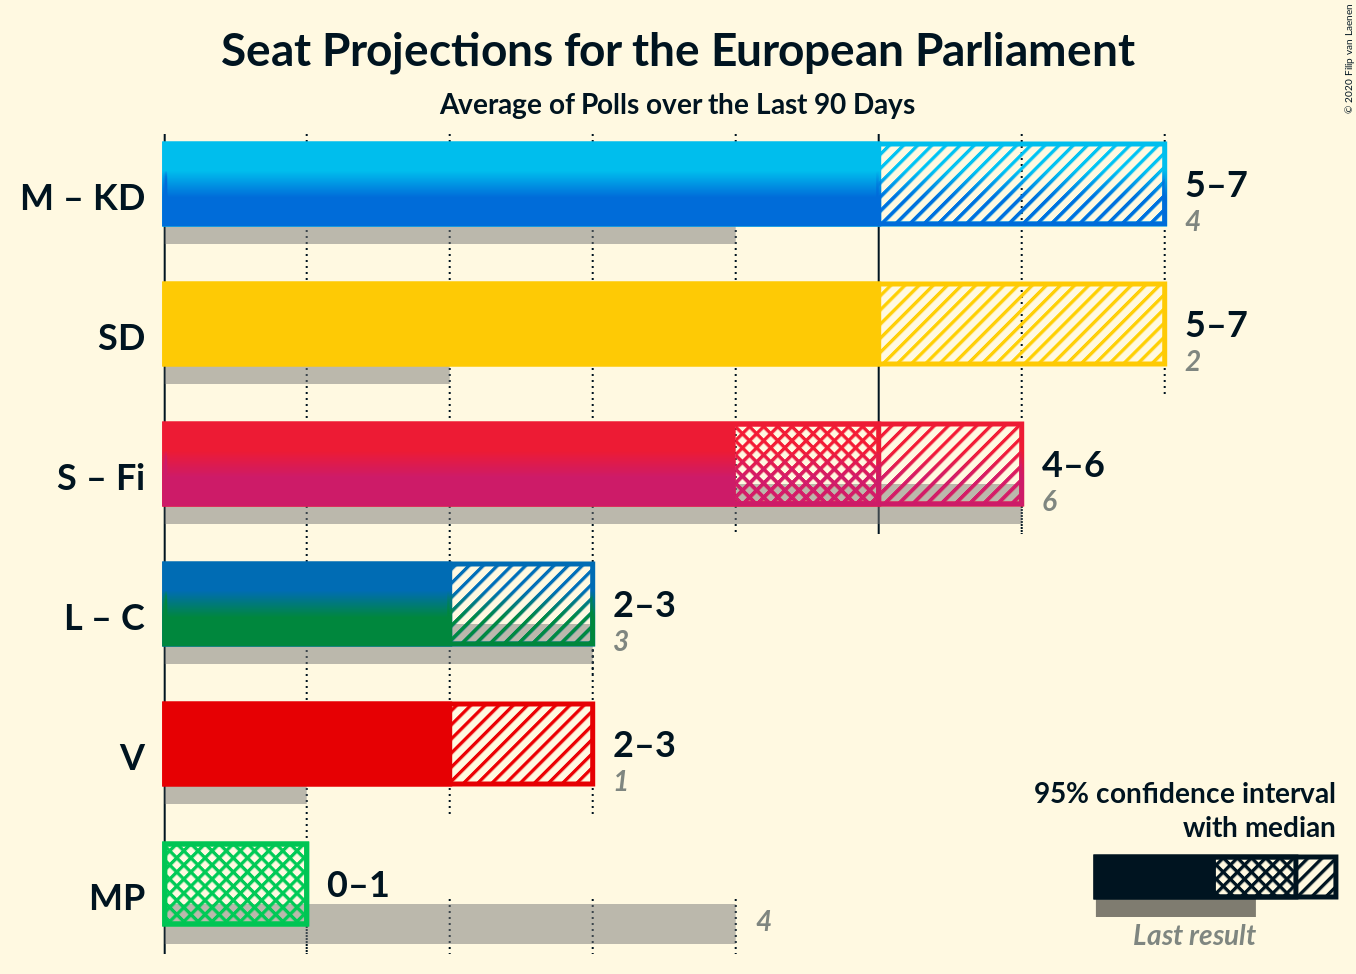 Seat Projections for the European Parliament
Average of Polls over the Last 90 Days
© 2020 Filip van Laenen
M – KD
5–7
4
SD
5–7
2
S – Fi
4–6
6
L – C
2–3
3
V
2–3
1
MP
0–1
4
95% confidence interval
with median
Last result